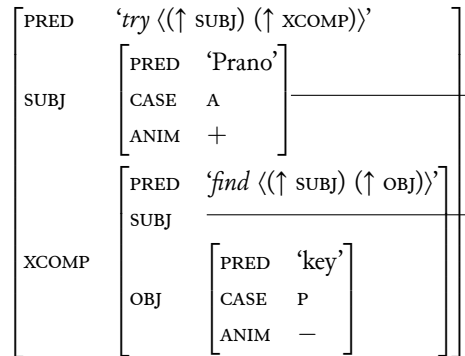 PRED ‘try ⟨(↑ SUBJ) (↑ XCOMP)⟩’
PRED ‘Prano’
SUBJ CASE A
ANIM +
PRED ‘find ⟨(↑ SUBJ) (↑ OBJ)⟩’
SUBJ
XCOMP PRED ‘key’
OBJ CASE P
ANIM −